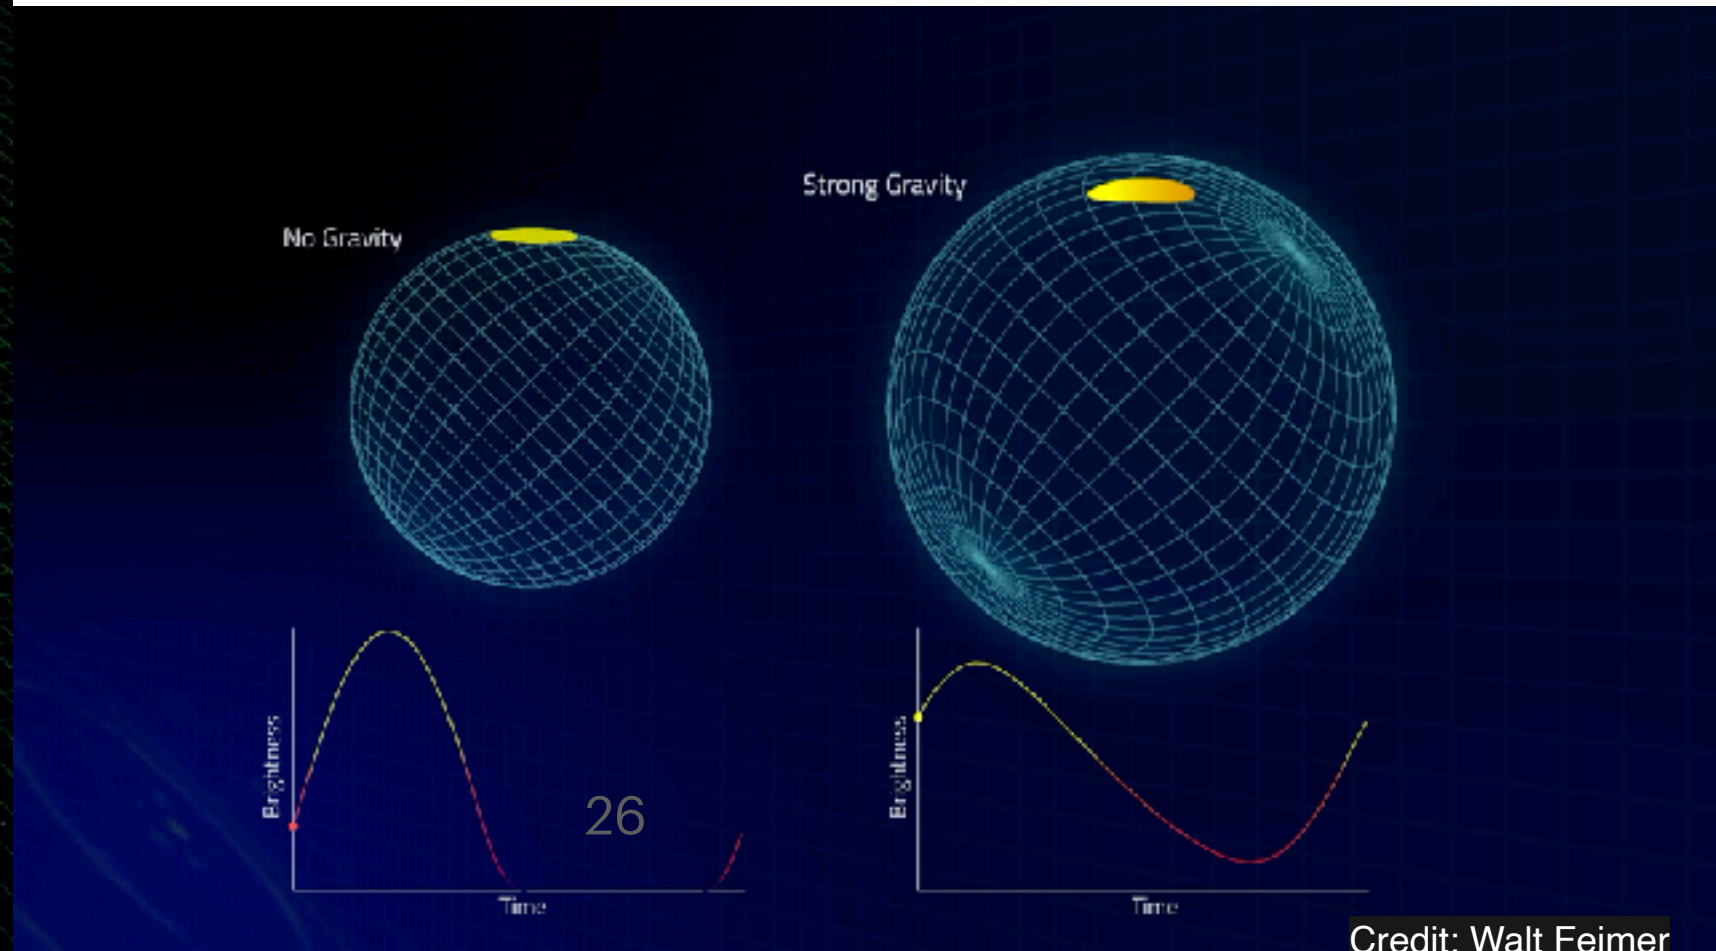 Strong Gravity
No Gravity
Brightness
Time
26
Brightness
Time
Credit: Walt Feimer